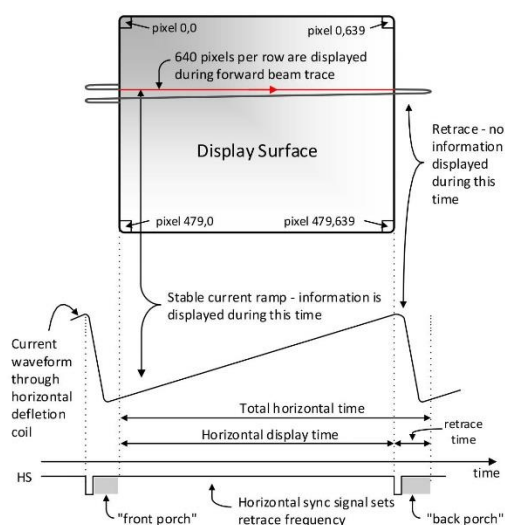 pixel 0,0
pixel 0,639
640 pixels per row are displayed
during forward beam trace
Display Surface
Retrace - no
information
displayed
during this
time
pixel 479,0
pixel 479,639
Stable current ramp - information is
displayed during this time
Current
waveform
through
horizontal
defletion
coil
Total horizontal time
Horizontal display time
retrace
time
time
HS
"front porch"
Horizontal sync signal sets
retrace frequency
"back porch"